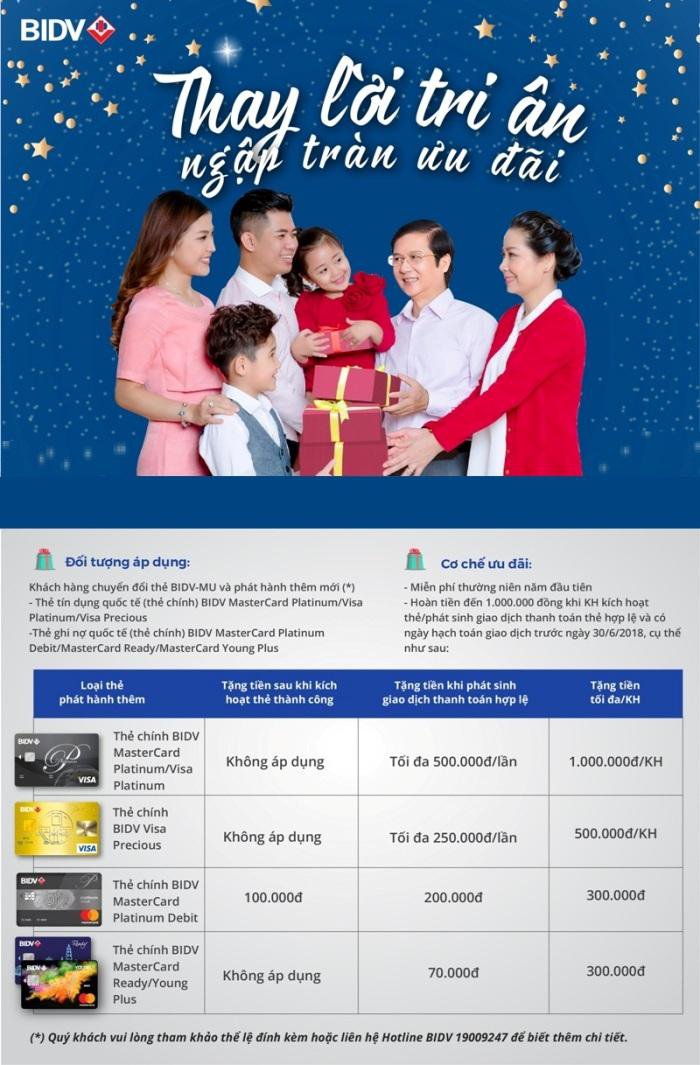 BIDV
Thay lời tri ân
ngập tràn ưu đãi
Đối tượng áp dụng:
Khách hàng chuyển đổi thẻ BIDV-MU và phát hành thêm mới (*)
- Thẻ tín dụng quốc tế (thẻ chính) BIDV MasterCard Platinum/Visa
Platinum/Visa Precious
-Thẻ ghi nợ quốc tế (thẻ chính) BIDV MasterCard Platinum
Debit/MasterCard Ready/MasterCard Young Plus
Cơ chế ưu đãi:
- Miễn phí thường niên năm đầu tiên
- Hoàn tiền đến 1.000.000 đồng khi KH kích hoạt
thẻ/phát sinh giao dịch thanh toán thẻ hợp lệ và có
ngày hạch toán giao dịch trước ngày 30/6/2018, cụ thể
như sau:
Loại thẻ
phát hành thêm
Tặng tiền sau khi kích
hoạt thẻ thành công
Tặng tiền khi phát sinh
giao dịch thanh toán hợp lệ
Tặng tiền
tối đa/KH
BIDV
VISA
Thẻ chính BIDV
MasterCard
Platinum/Visa
Platinum
Không áp dụng
Tối đa 500.000đ/lần
1.000.000đ/KH
BIDV
VISA
Thẻ chính
BIDV Visa
Precious
Không áp dụng
Tối đa 250.000đ/lần
500.000đ/KH
BIDV
Thẻ chính BIDV
MasterCard
Platinum Debit
100.000đ
200.000đ
300.000đ
BIDV
Ready
BIDV
YOUNG
Thẻ chính BIDV
MasterCard
Ready/Young
Plus
Không áp dụng
70.000đ
300.000đ
(*) Quý khách vui lòng tham khảo thể lệ đính kèm hoặc liên hệ Hotline BIDV 19009247 để biết thêm chi tiết.